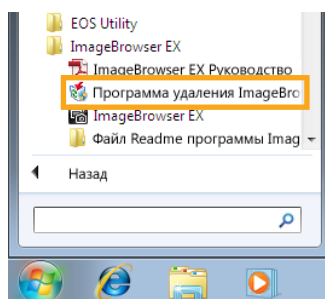 EOS Utility
ImageBrowser EX
ImageBrowser EX Руководство
Программа удаления ImageBro
ImageBrowser EX
Файл Readme программы Imag
Назад